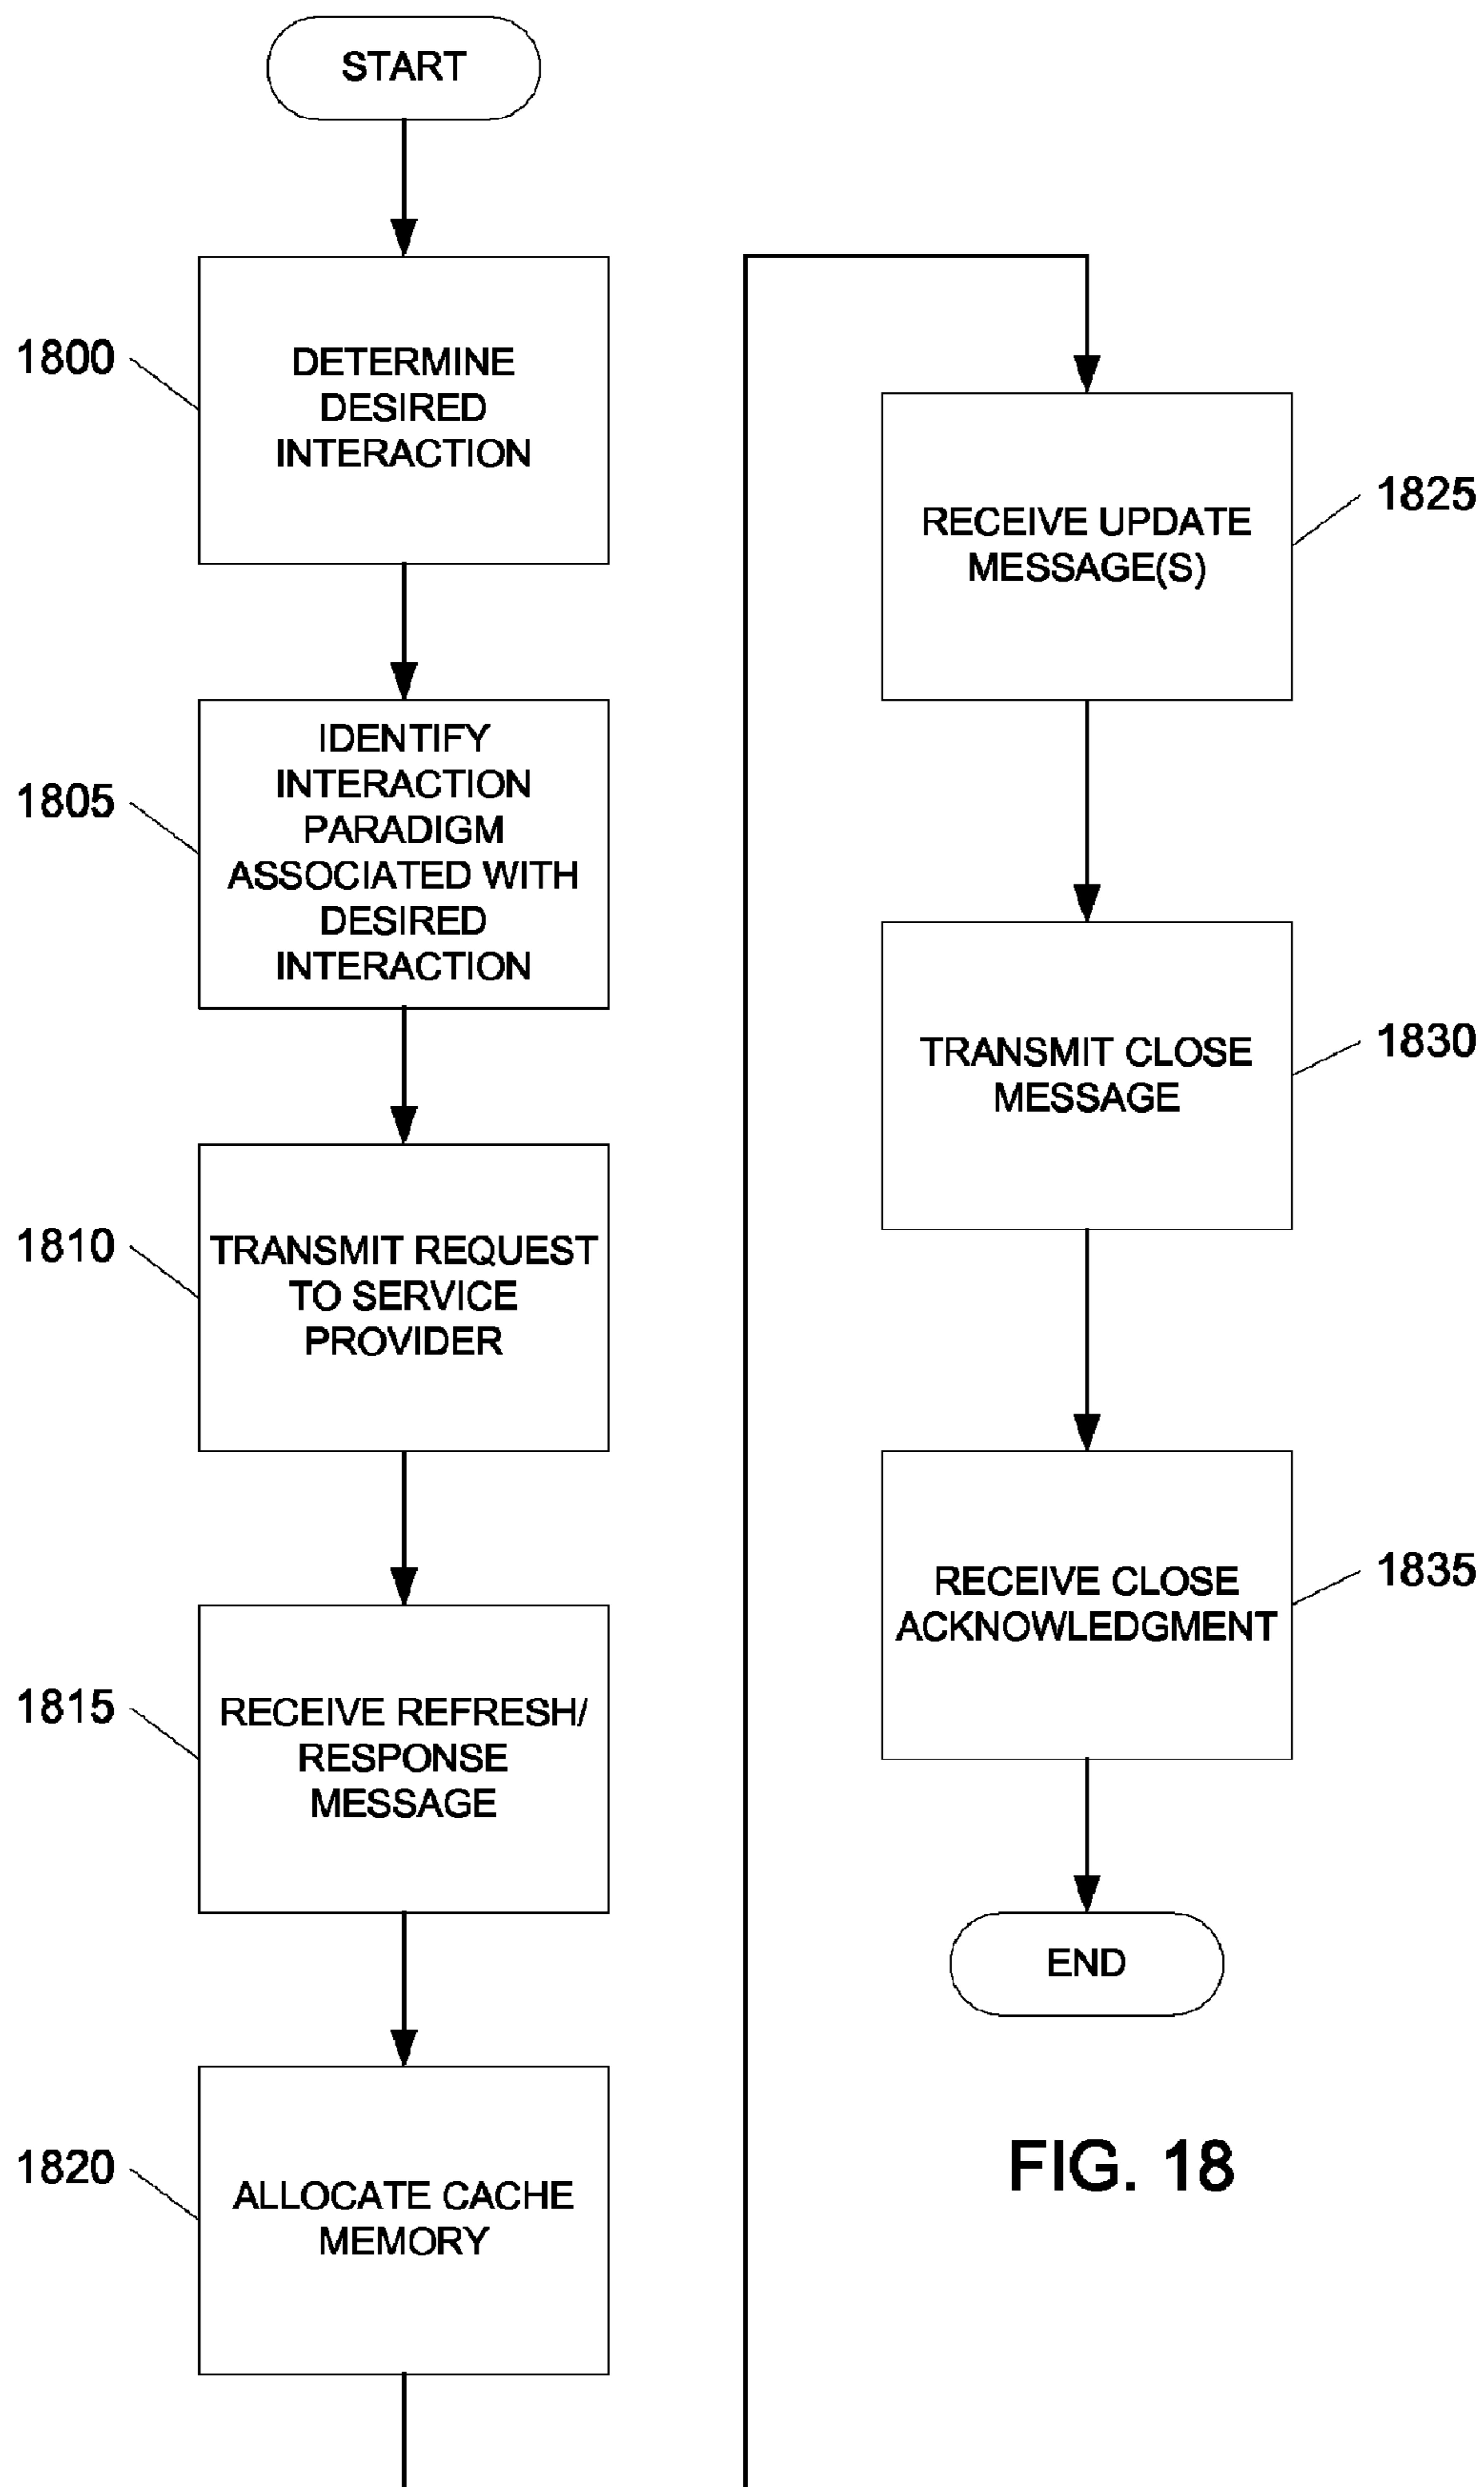 START
1800
DETERMINE
DESIRED
INTERACTION
1805
IDENTIFY
INTERACTION
PARADIGM
ASSOCIATED WITH
DESIRED
INTERACTION
1810
TRANSMIT REQUEST
TO SERVICE
PROVIDER
1815
RECEIVE REFRESH/
RESPONSE
MESSAGE
1820
ALLOCATE CACHE
MEMORY
RECEIVE UPDATE
MESSAGE(S)
1825
TRANSMIT CLOSE
MESSAGE
1830
RECEIVE CLOSE
ACKNOWLEDGMENT
1835
END
FIG. 18